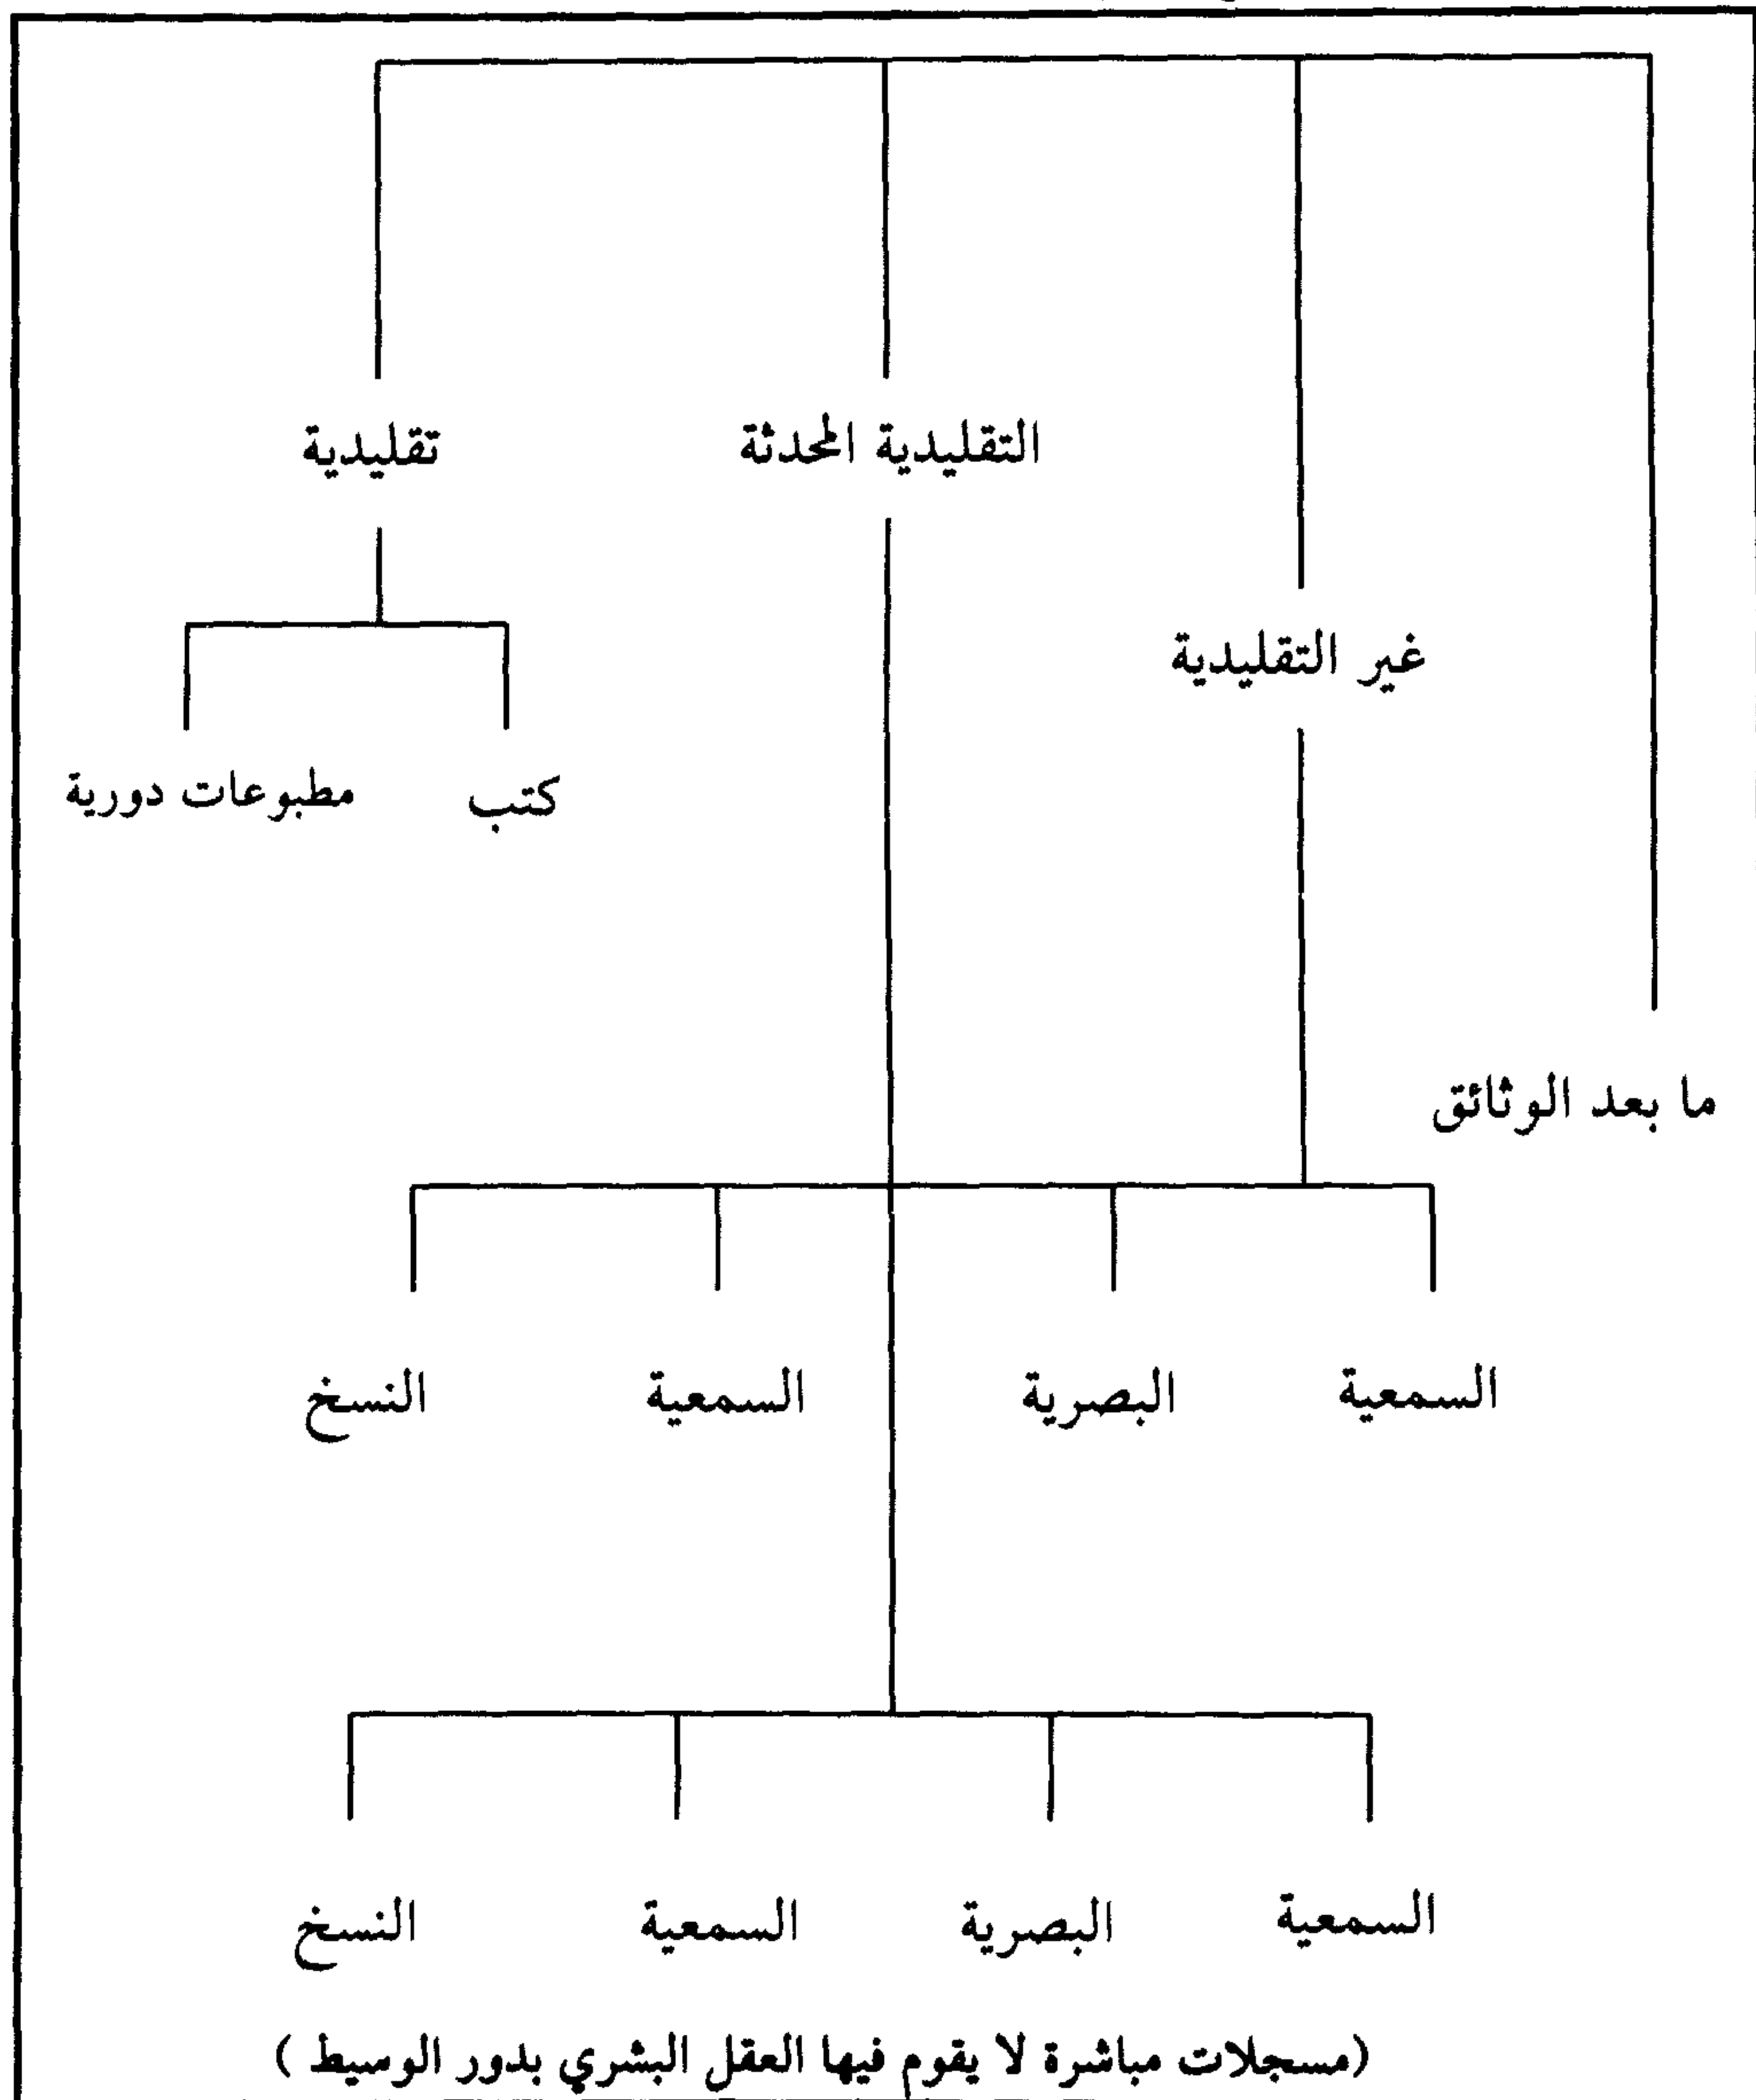 التقليدية المحدثة تقليدية
غير التقليدية
كتب مطبوعات دورية
ما بعد الوثائق
السمعية البصرية السمعية النسخ
السمعية البصرية السمعية النسخ
(مسجلات مباشرة لا يقوم فيها العقل البشري بدور الوسيط )